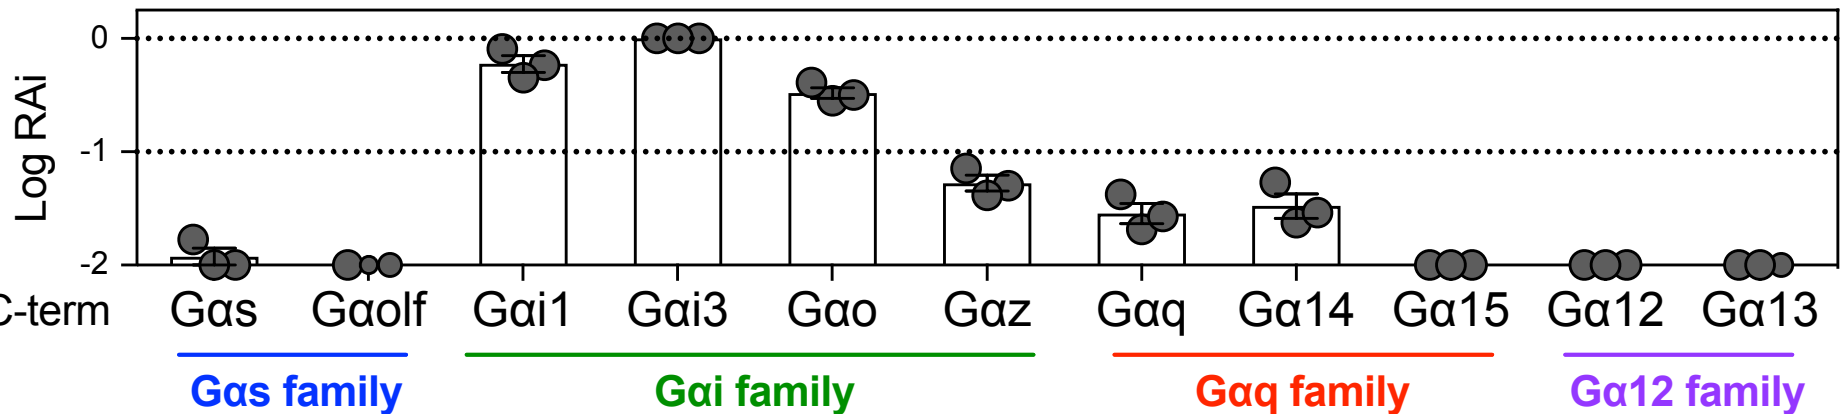 Log RAi
0
-1
-2
C-term Gαs Gαolf Gαi1 Gαi3 Gαo Gαz Gαq Gα14 Gα15 Gα12 Gα13
Gαs family Gαi family Gαq family Gα12 family